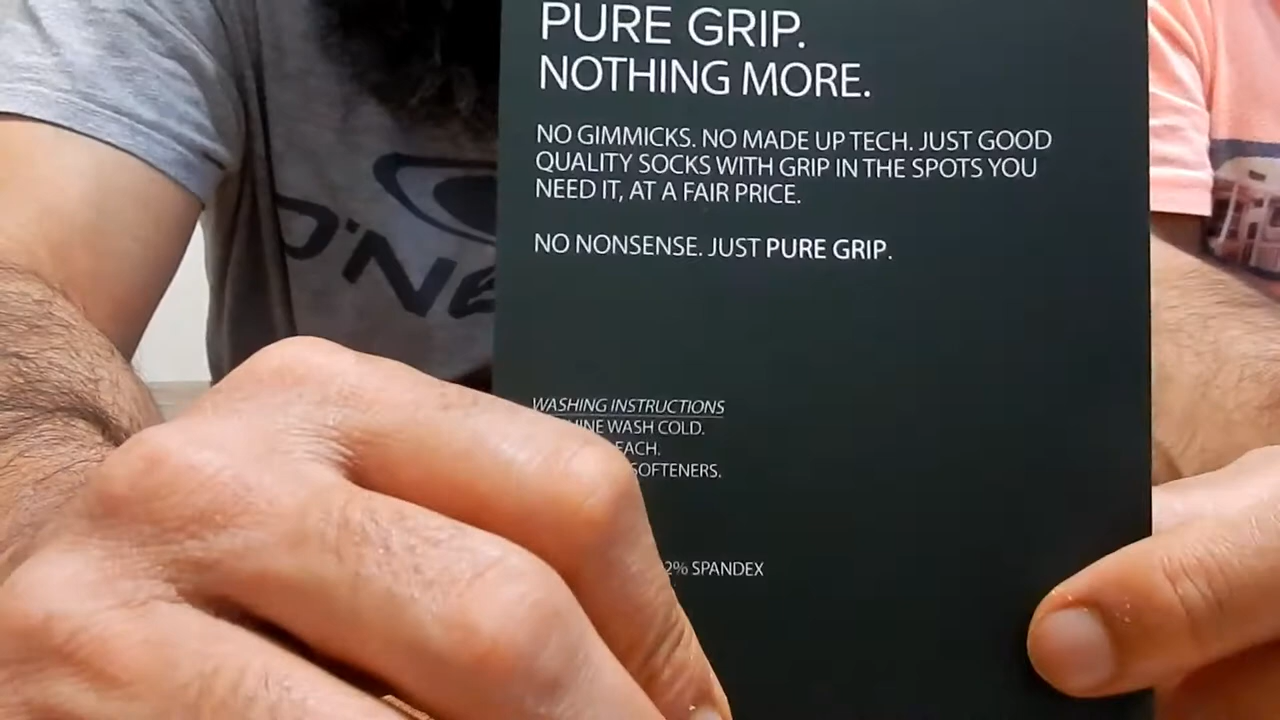 PURE GRIP.
NOTHING MORE.
NO GIMMICKS. NO MADE UP TECH. JUST GOOD
QUALITY SOCKS WITH GRIP IN THE SPOTS YOU
NEED IT, AT A FAIR PRICE.
NO NONSENSE. JUST PURE GRIP.
WASHING INSTRUCTIONS
WASH COLD.
SOFTENERS.
2% SPANDEX